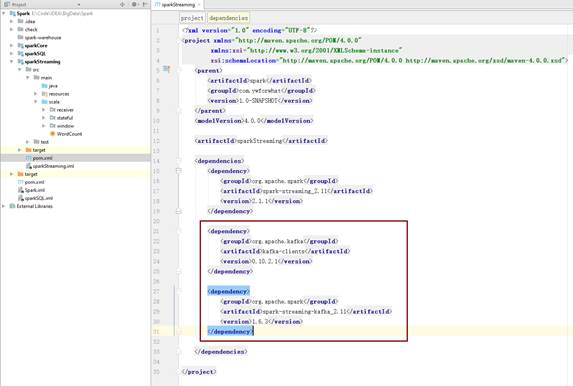 Project
sparkStreaming ×
Spark E:\Code\IDEA\BigData\Spark
.idea
check
spark-warehouse
sparkCore
sparkSQL
sparkStreaming
src
main
java
resources
scala
receiver
stateful
window
WordCount
test
target
pom.xml
sparkStreaming.iml
target
pom.xml
Spark.iml
sparkSQL.iml
External Libraries
project dependencies
1 <?xml version="1.0" encoding="UTF-8"?>
2 <project xmlns="http://maven.apache.org/POM/4.0.0"
3 xmlns:xsi="http://www.w3.org/2001/XMLSchema-instance"
4 xsi:schemaLocation="http://maven.apache.org/POM/4.0.0 http://maven.apache.org/xsd/maven-4.0.0.xsd">
5 <parent>
6 <artifactId>spark</artifactId>
7 <groupId>com.ywforwhat</groupId>
8 <version>1.0-SNAPSHOT</version>
9 </parent>
10 <modelVersion>4.0.0</modelVersion>
11
12 <artifactId>sparkStreaming</artifactId>
13
14 <dependencies>
15 <dependency>
16 <groupId>org.apache.spark</groupId>
17 <artifactId>spark-streaming_2.11</artifactId>
18 <version>2.1.1</version>
19 </dependency>
20
21 <dependency>
22 <groupId>org.apache.kafka</groupId>
23 <artifactId>kafka-clients</artifactId>
24 <version>0.10.2.1</version>
25 </dependency>
26
27 <dependency>
28 <groupId>org.apache.spark</groupId>
29 <artifactId>spark-streaming-kafka_2.11</artifactId>
30 <version>1.6.3</version>
31 </dependency>
32
33 </dependencies>
34
35 </project>